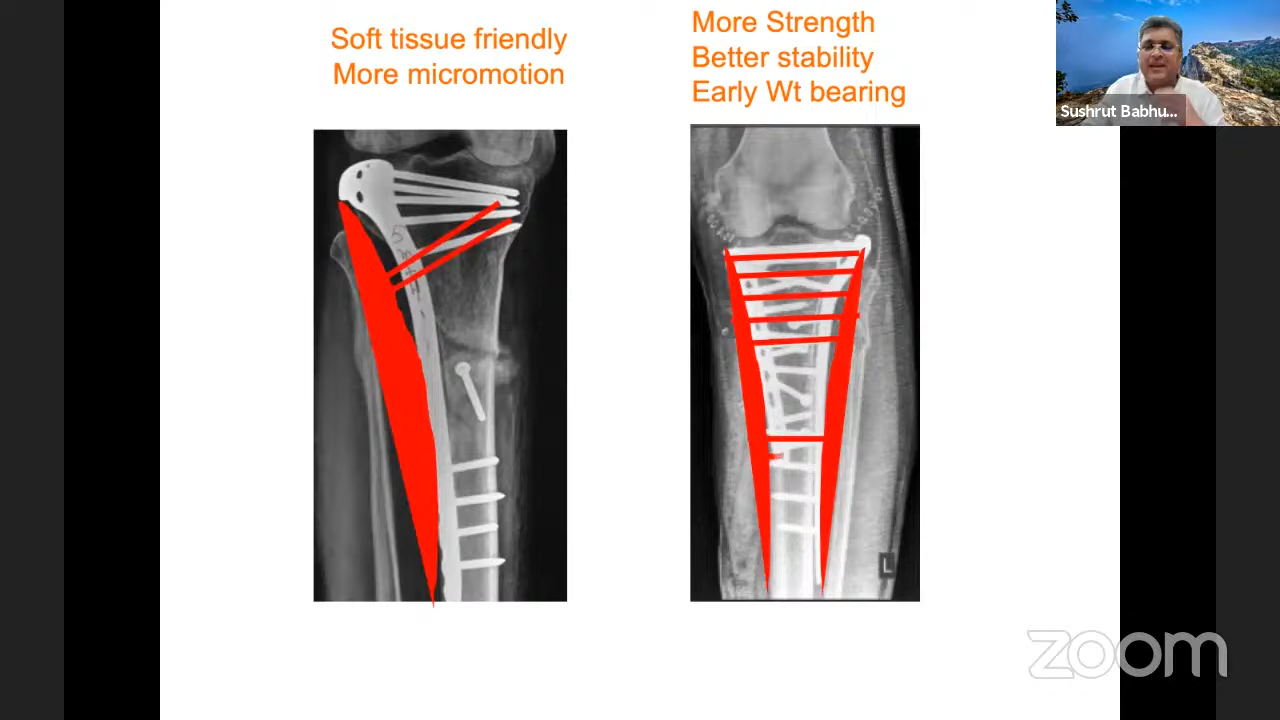 Soft tissue friendly
More micromotion
More Strength
Better stability
Early Wt bearing
Sushrut Babhu...
L
zoom